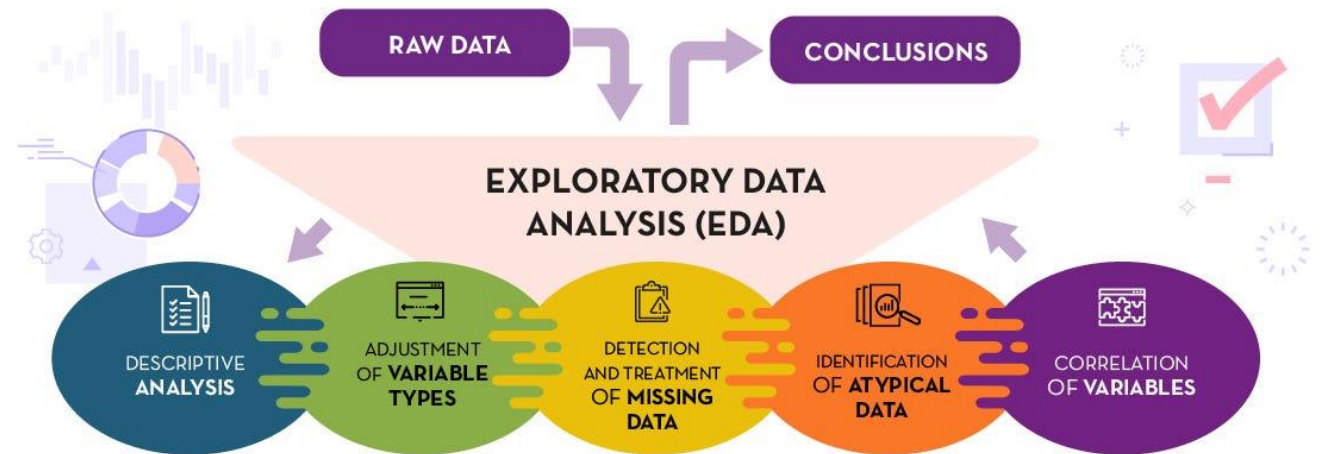 RAW DATA
CONCLUSIONS
EXPLORATORY DATA
ANALYSIS (EDA)
DESCRIPTIVE
ANALYSIS
ADJUSTMENT
OF VARIABLE
TYPES
DETECTION
AND TREATMENT
OF MISSING
DATA
IDENTIFICATION
OF ATYPICAL
DATA
CORRELATION
OF VARIABLES